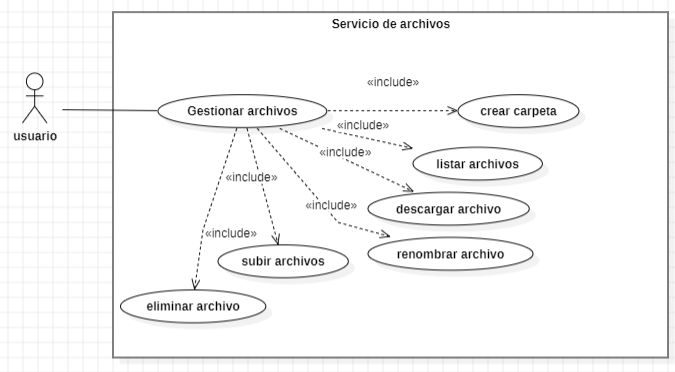 Servicio de archivos
«include»
Gestionar archivos
crear carpeta
«include»
usuario
«include»
listar archivos
«include»
«include»
descargar archivo
«include»
renombrar archivo
subir archivos
eliminar archivo